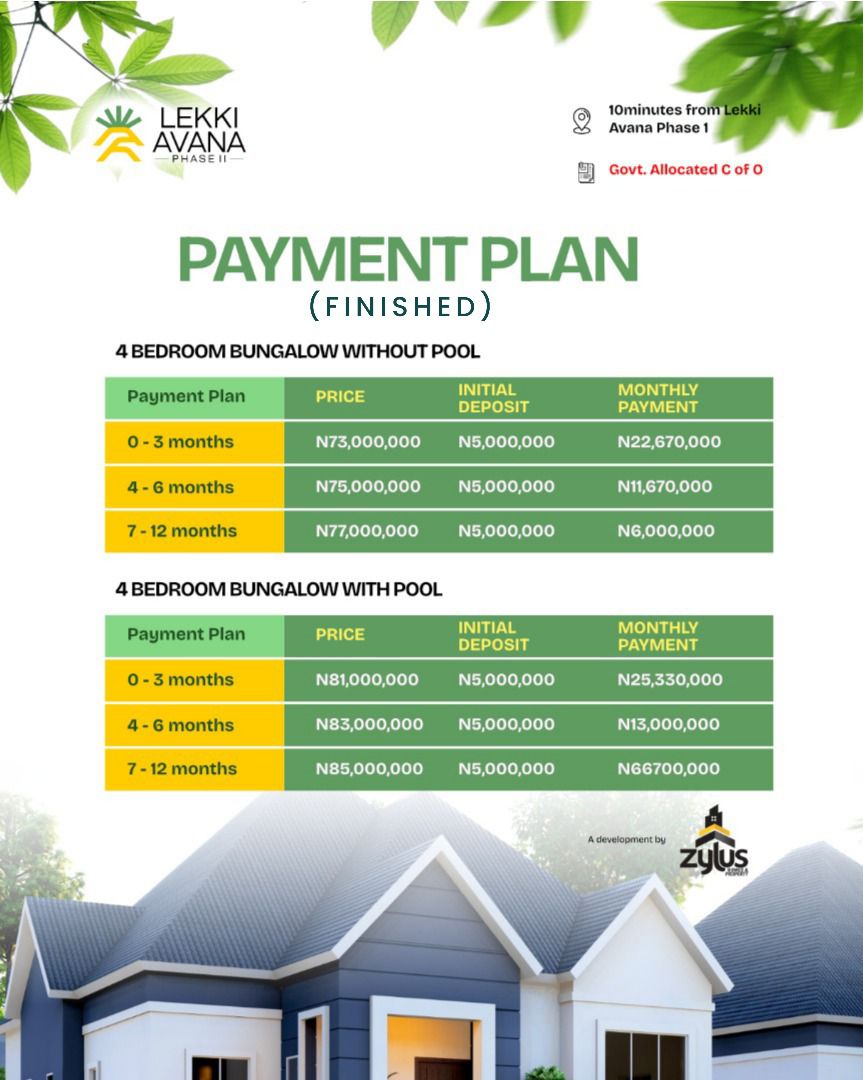 LEKKI
AVANA
PHASE II
10minutes from Lekki
Avana Phase 1
Govt. Allocated C of O
PAYMENT PLAN
(FINISHED)
4 BEDROOM BUNGALOW WITHOUT POOL
Payment Plan PRICE INITIAL DEPOSIT MONTHLY PAYMENT
0 - 3 months N73,000,000 N5,000,000 N22,670,000
4 - 6 months N75,000,000 N5,000,000 N11,670,000
7 - 12 months N77,000,000 N5,000,000 N6,000,000
4 BEDROOM BUNGALOW WITH POOL
Payment Plan PRICE INITIAL DEPOSIT MONTHLY PAYMENT
0 - 3 months N81,000,000 N5,000,000 N25,330,000
4 - 6 months N83,000,000 N5,000,000 N13,000,000
7 - 12 months N85,000,000 N5,000,000 N66700,000
A development by
zylus
HOMES &
PROPERTY